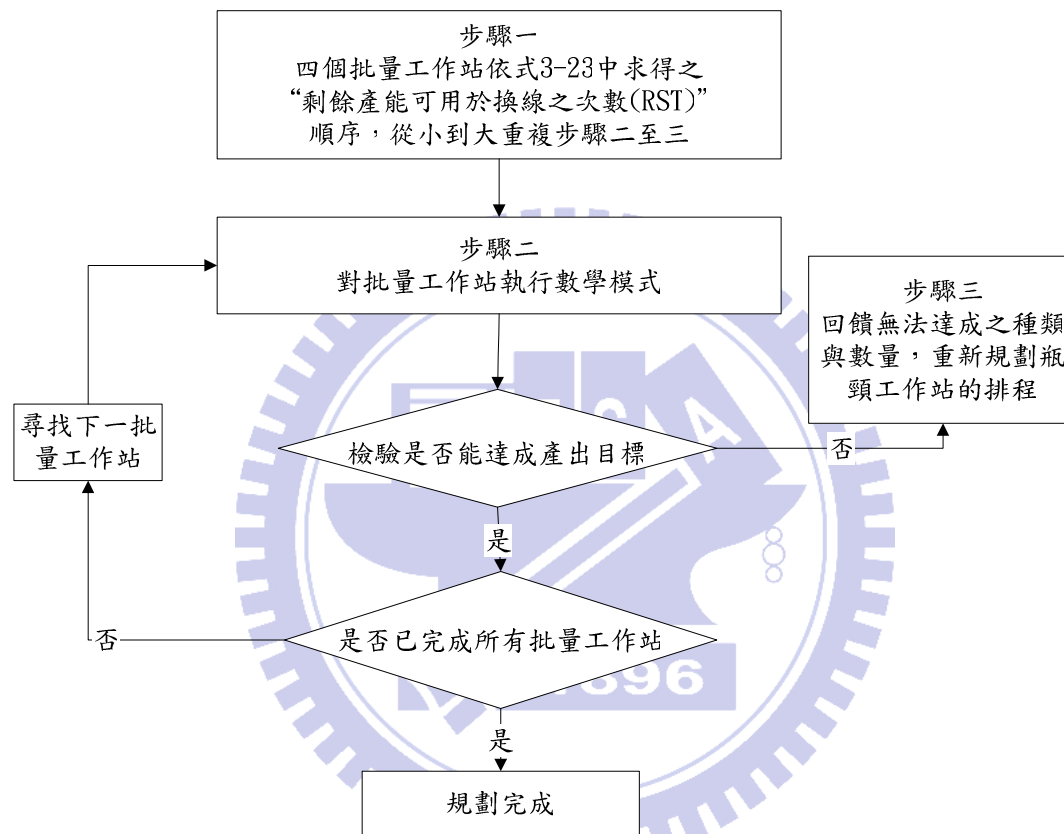 步驟一
四個批量工作站依式3-23中求得之
“剩餘產能可用於換線之次數(RST)”
順序，從小到大重複步驟二至三
步驟二
對批量工作站執行數學模式
步驟三
回饋無法達成之種類
與數量，重新規劃瓶
頸工作站的排程
尋找下一批
量工作站
檢驗是否能達成產出目標
否
是
是否已完成所有批量工作站
否
是
規劃完成